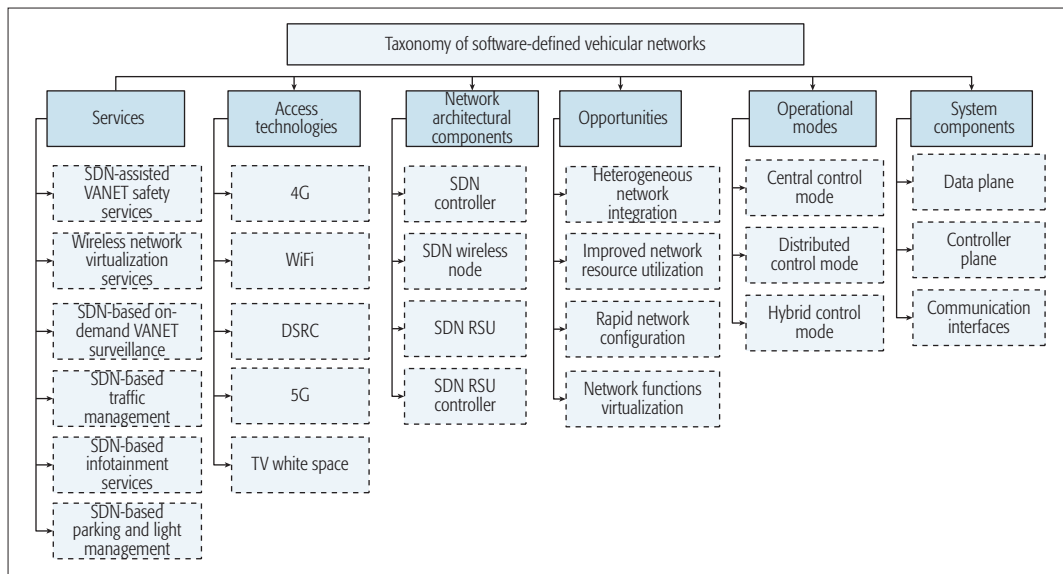 Taxonomy of software-defined vehicular networks
Services
Access
technologies
Network
architectural
components
Opportunities
Operational
modes
System
components
SDN-assisted
VANET safety
services
Wireless network
virtualization
services
SDN-based on-
demand VANET
surveillance
SDN-based
traffic
management
SDN-based
infotainment
services
SDN-based
parking and light
management
4G
WiFi
DSRC
5G
TV white space
SDN
controller
SDN wireless
node
SDN RSU
SDN RSU
controller
Heterogeneous
network
integration
Improved network
resource utilization
Rapid network
configuration
Network functions
virtualization
Central control
mode
Distributed
control mode
Hybrid control
mode
Data plane
Controller
plane
Communication
interfaces